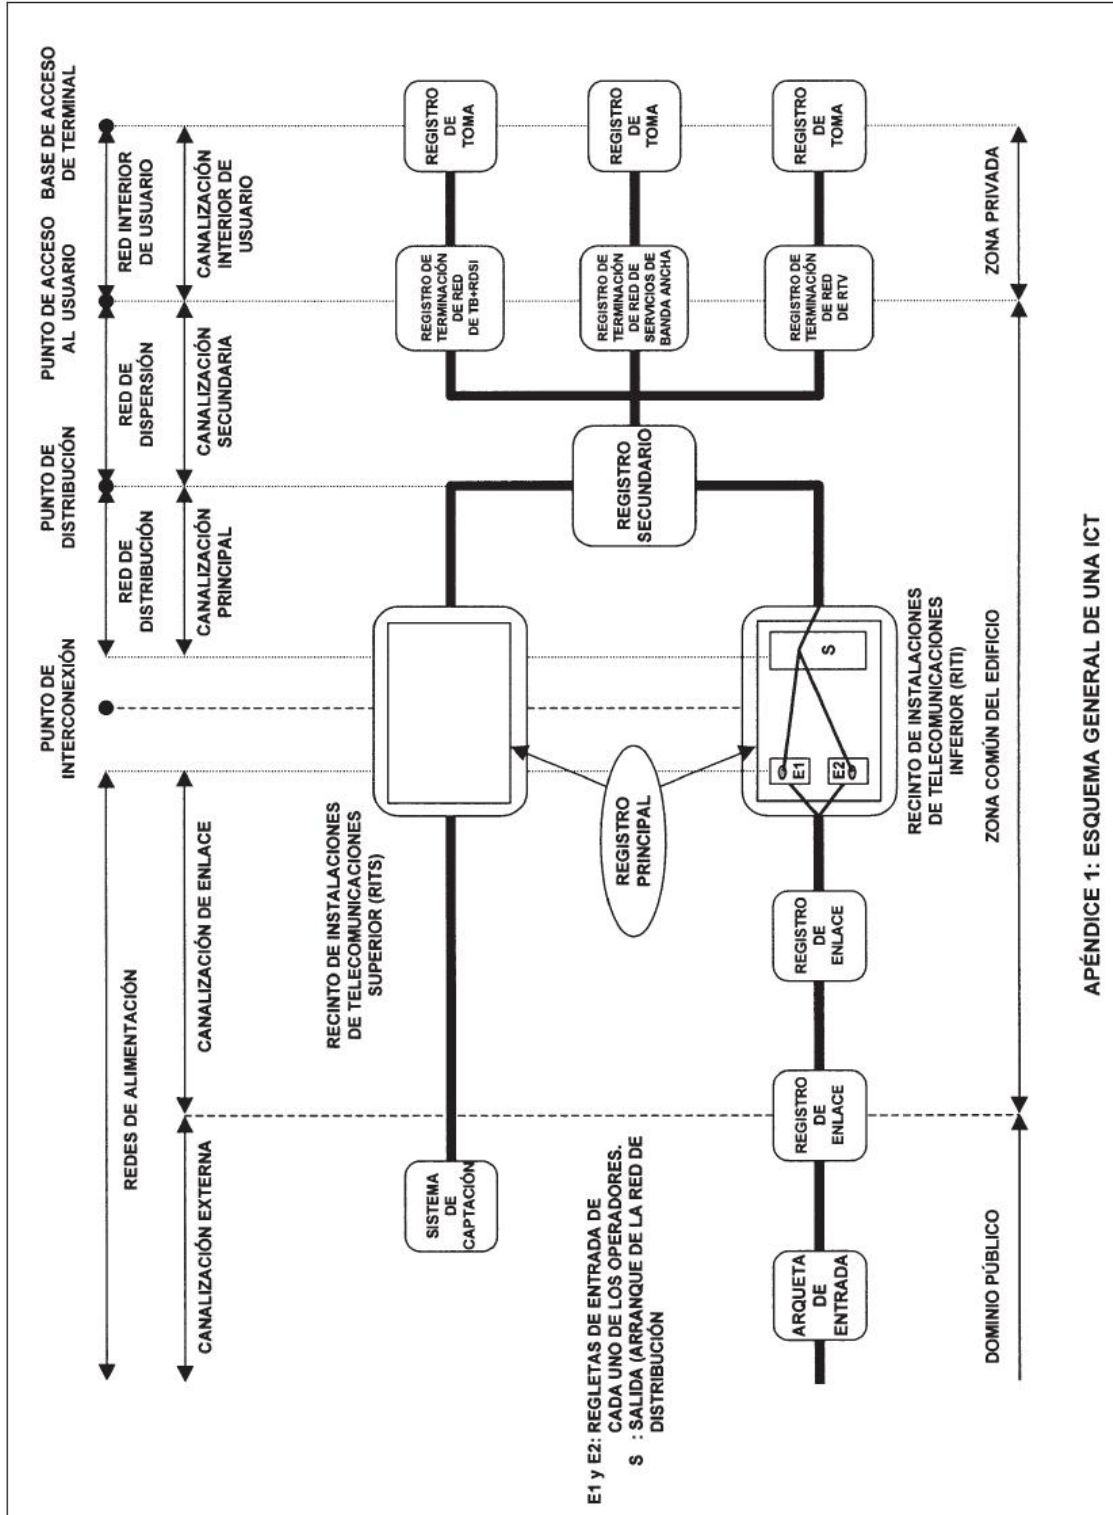 PUNTO DE
INTERCONEXIÓN
PUNTO DE
DISTRIBUCIÓN
PUNTO DE ACCESO
AL USUARIO
BASE DE ACCESO
DE TERMINAL
REDES DE ALIMENTACIÓN
RED DE
DISTRIBUCIÓN
RED DE
DISPERSIÓN
RED INTERIOR
DE USUARIO
CANALIZACIÓN EXTERNA
CANALIZACIÓN DE ENLACE
CANALIZACIÓN
PRINCIPAL
CANALIZACIÓN
SECUNDARIA
CANALIZACIÓN
INTERIOR DE
USUARIO
RECINTO DE INSTALACIONES
DE TELECOMUNICACIONES
SUPERIOR (RITS)
SISTEMA
DE
CAPTACIÓN
REGISTRO DE
TERMINACIÓN
DE RED
DE TB+RDSI
REGISTRO
DE
TOMA
REGISTRO
PRINCIPAL
REGISTRO
SECUNDARIO
REGISTRO DE
TERMINACIÓN
DE RED DE
SERVICIOS DE
BANDA ANCHA
REGISTRO
DE
TOMA
E1 y E2: REGLETAS DE ENTRADA DE
CADA UNO DE LOS OPERADORES.
S : SALIDA (ARRANQUE DE LA RED DE
DISTRIBUCIÓN
ARQUETA
DE
ENTRADA
REGISTRO
DE
ENLACE
REGISTRO
DE
ENLACE
E1
E2
S
REGISTRO DE
TERMINACIÓN
DE RED
DE RTV
REGISTRO
DE
TOMA
RECINTO DE INSTALACIONES
DE TELECOMUNICACIONES
INFERIOR (RITI)
DOMINIO PÚBLICO
ZONA COMÚN DEL EDIFICIO
ZONA PRIVADA
APÉNDICE 1: ESQUEMA GENERAL DE UNA ICT